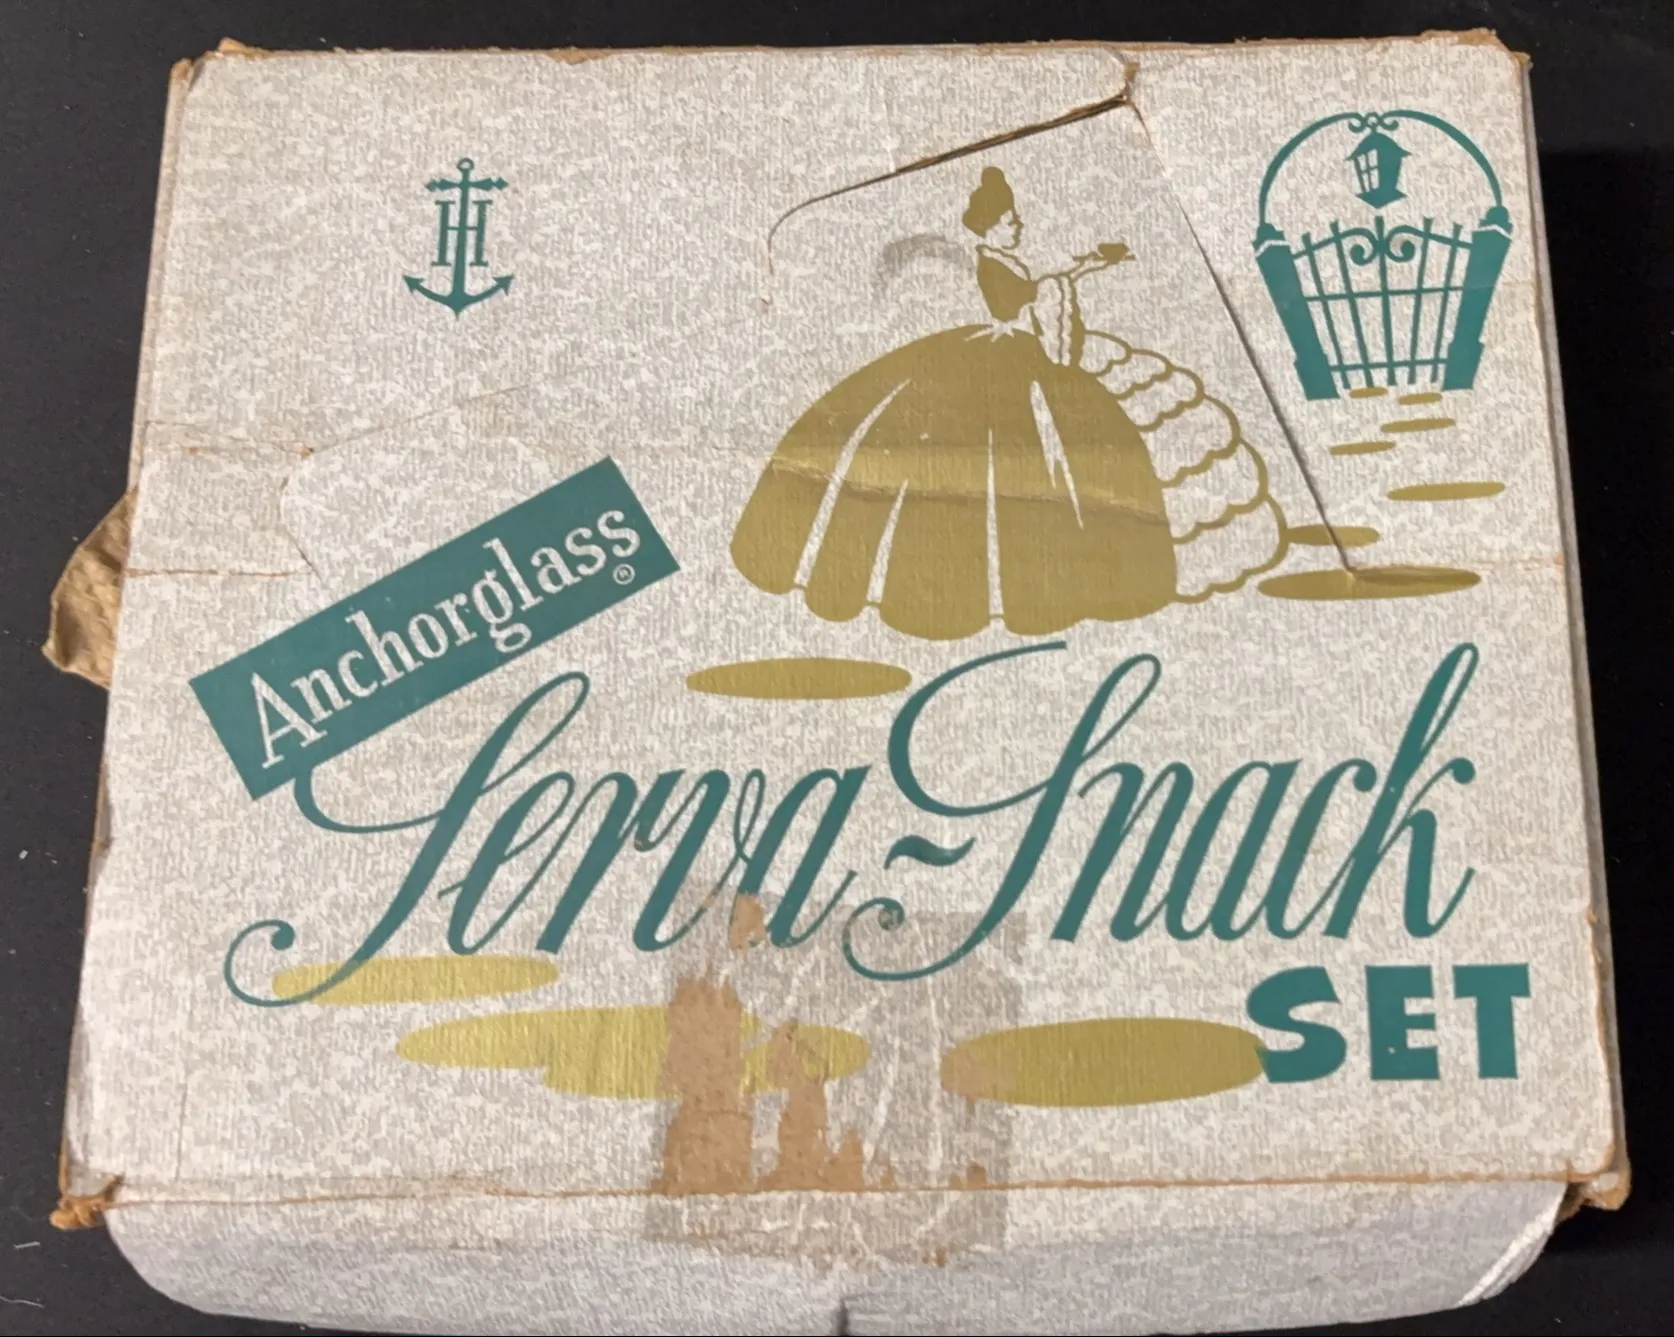 H
Anchorglass®
Serva~Snack
SET